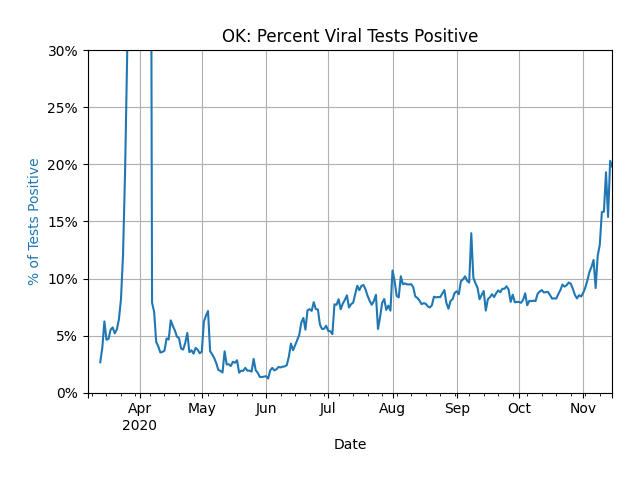 OK: Percent Viral Tests Positive
30%
25%
20%
15%
10%
5%
0%
% of Tests Positive
Apr May Jun Jul Aug Sep Oct Nov
2020
Date